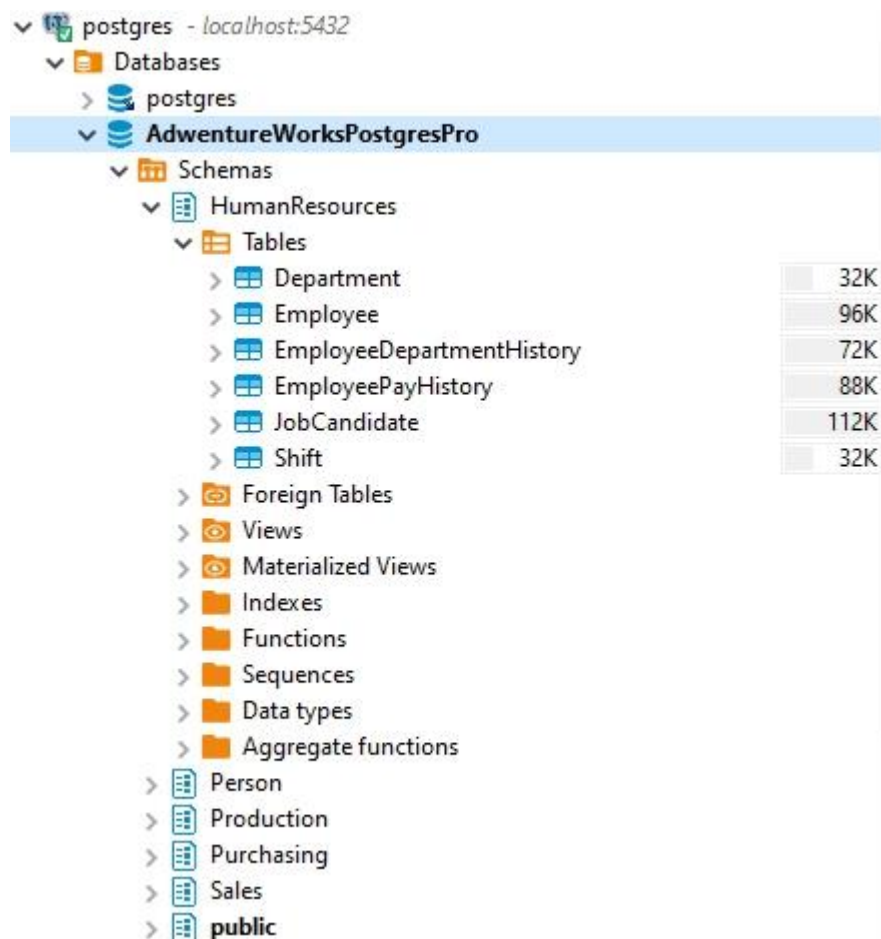 postgres - localhost:5432
Databases
postgres
AdwentureWorksPostgresPro
Schemas
HumanResources
Tables
Department 32K
Employee 96K
EmployeeDepartmentHistory 72K
EmployeePayHistory 88K
JobCandidate 112K
Shift 32K
Foreign Tables
Views
Materialized Views
Indexes
Functions
Sequences
Data types
Aggregate functions
Person
Production
Purchasing
Sales
public